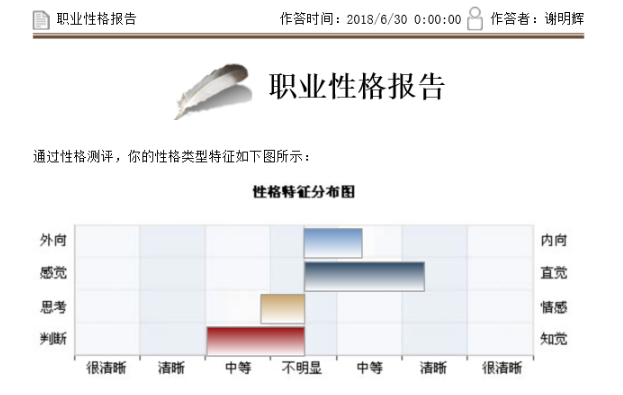 职业性格报告 作答时间：2018/6/30 0:00:00 作答者：谢明辉
职业性格报告
通过性格测评，你的性格类型特征如下图所示：
性格特征分布图
外向 内向
感觉 直觉
思考 情感
判断 知觉
很清晰 清晰 中等 不明显 中等 清晰 很清晰